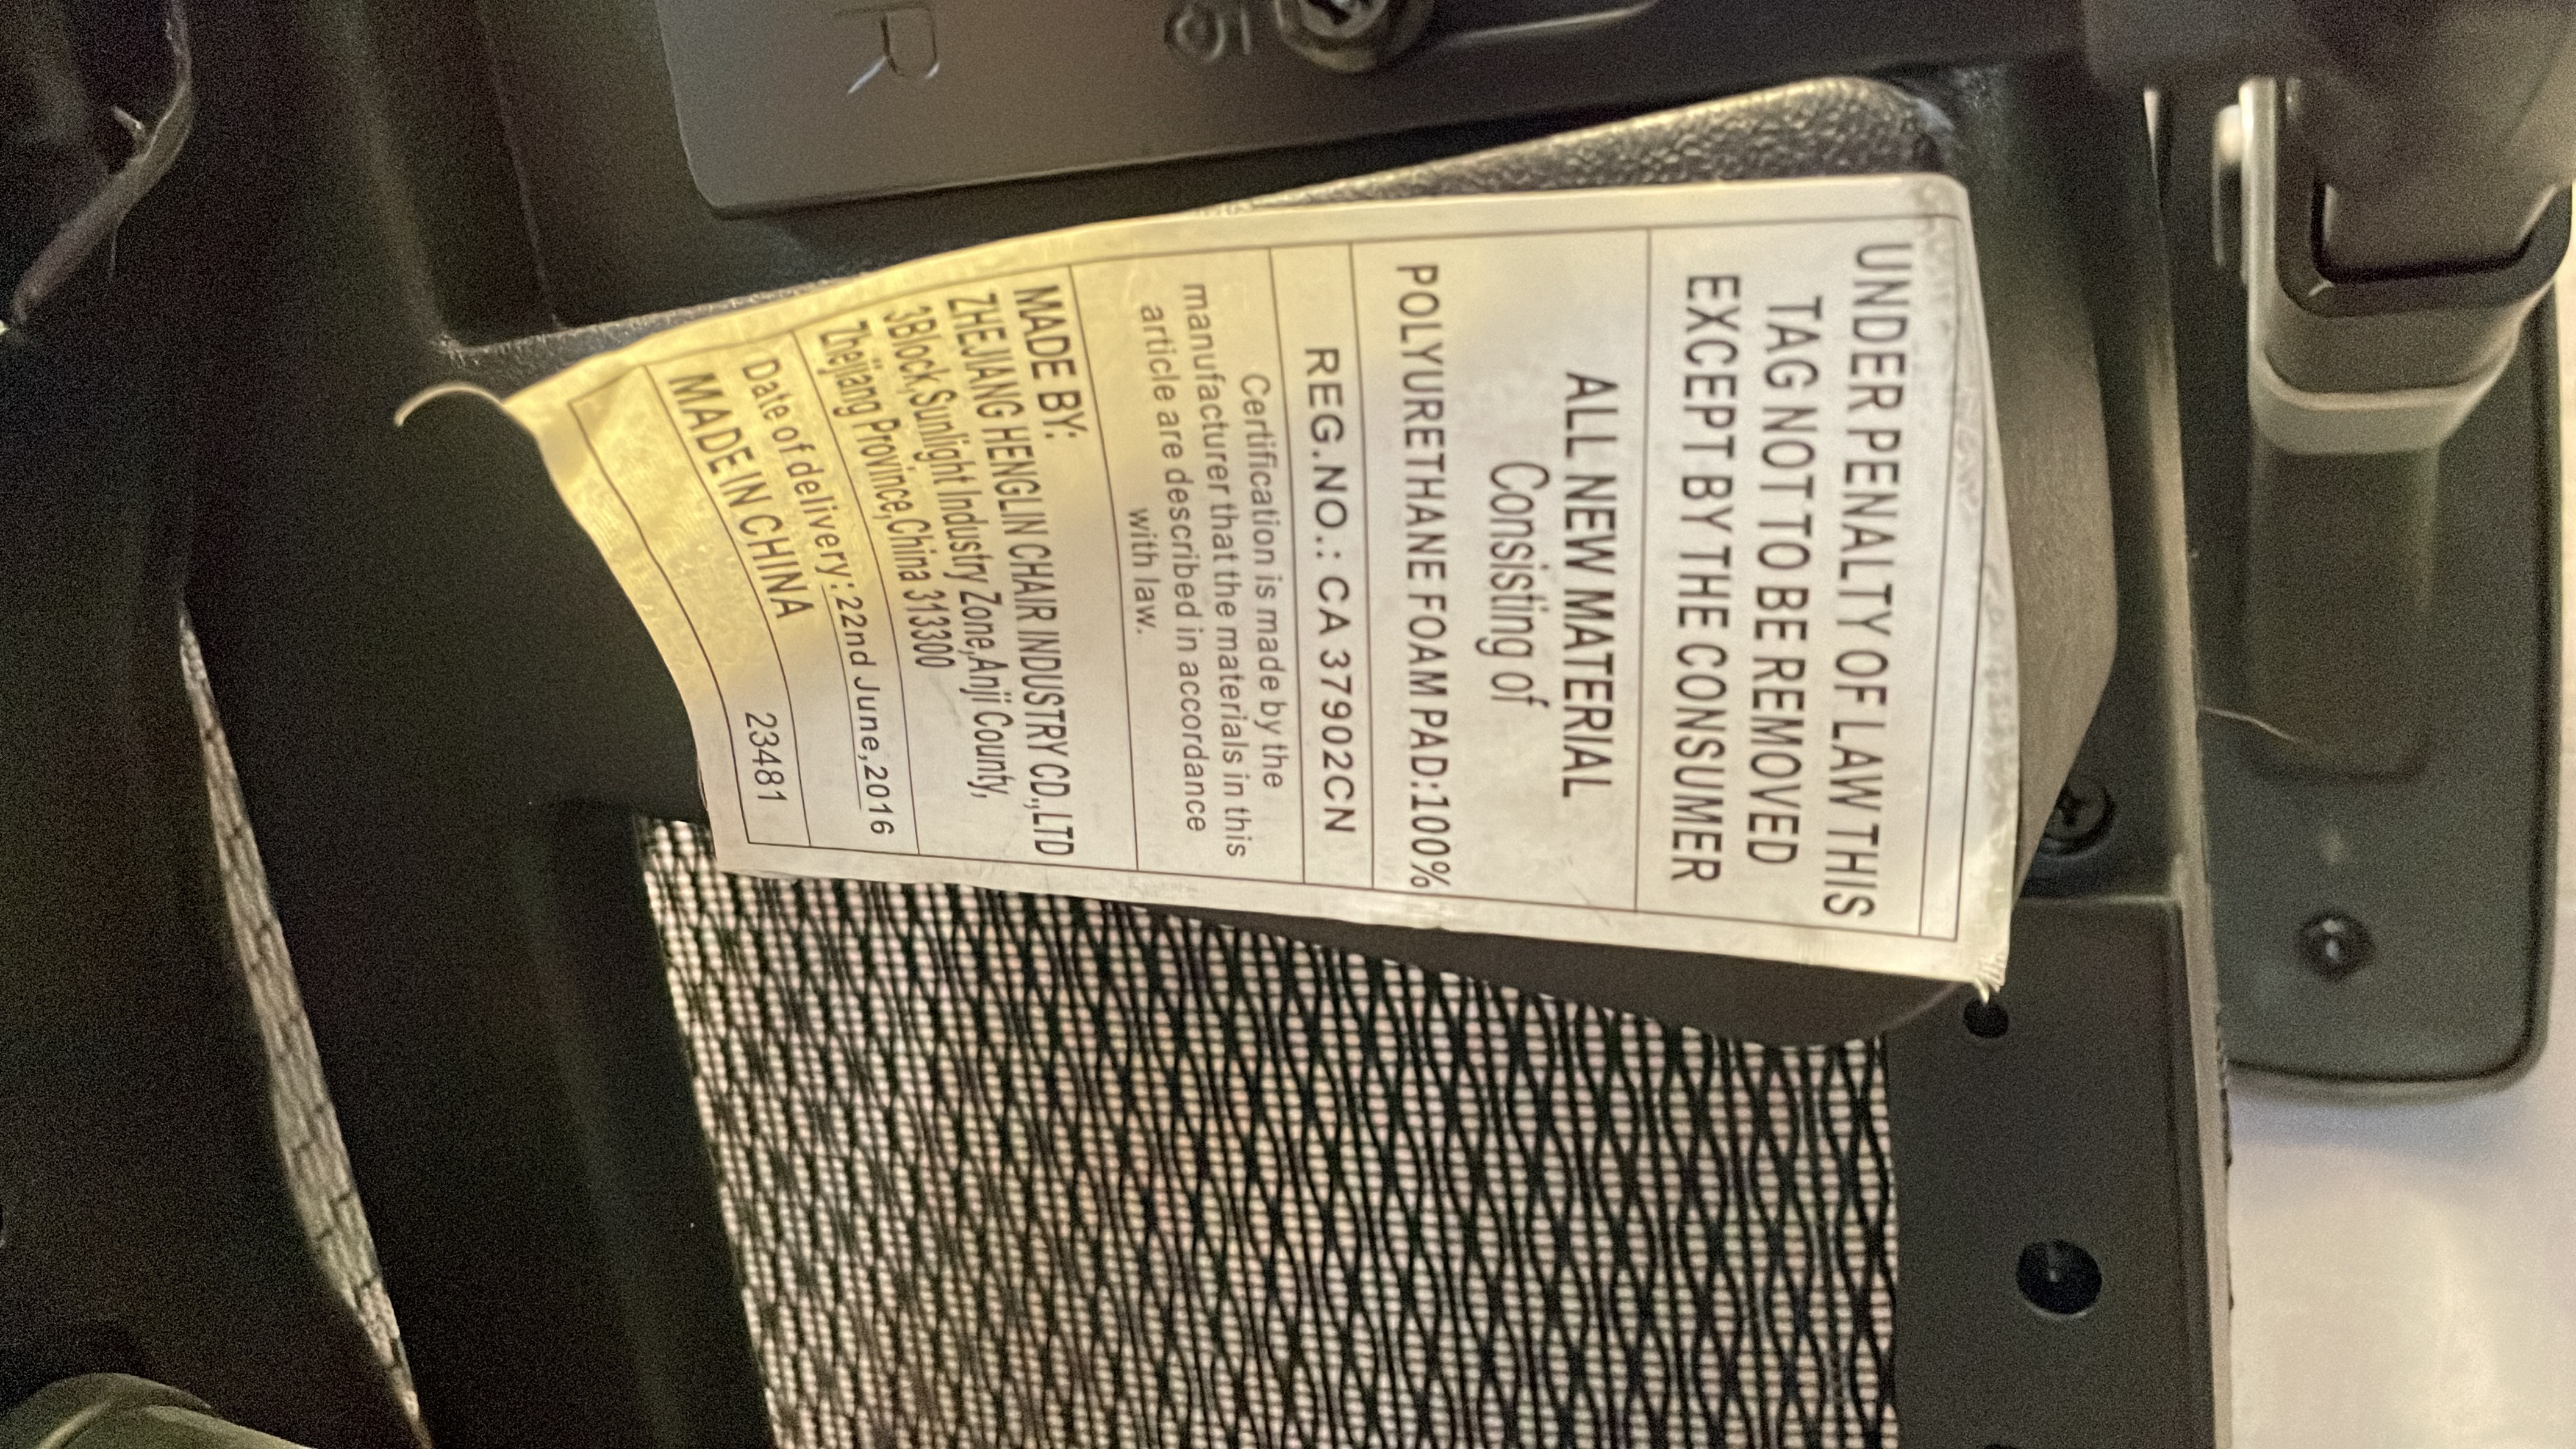 R
UNDER PENALTY OF LAW THIS
TAG NOT TO BE REMOVED
EXCEPT BY THE CONSUMER
ALL NEW MATERIAL
Consisting of
POLYURETHANE FOAM PAD:100%
REG.NO.: CA 37902CN
Certification is made by the
manufacturer that the materials in this
article are described in accordance
with law.
MADE BY:
ZHEJIANG HENGLIN CHAIR INDUSTRY CD.,LTD
3Block,Sunlight Industry Zone,Anji County,
Zhejiang Province,China 313300
Date of delivery: 22nd June,2016
MADE IN CHINA 23481